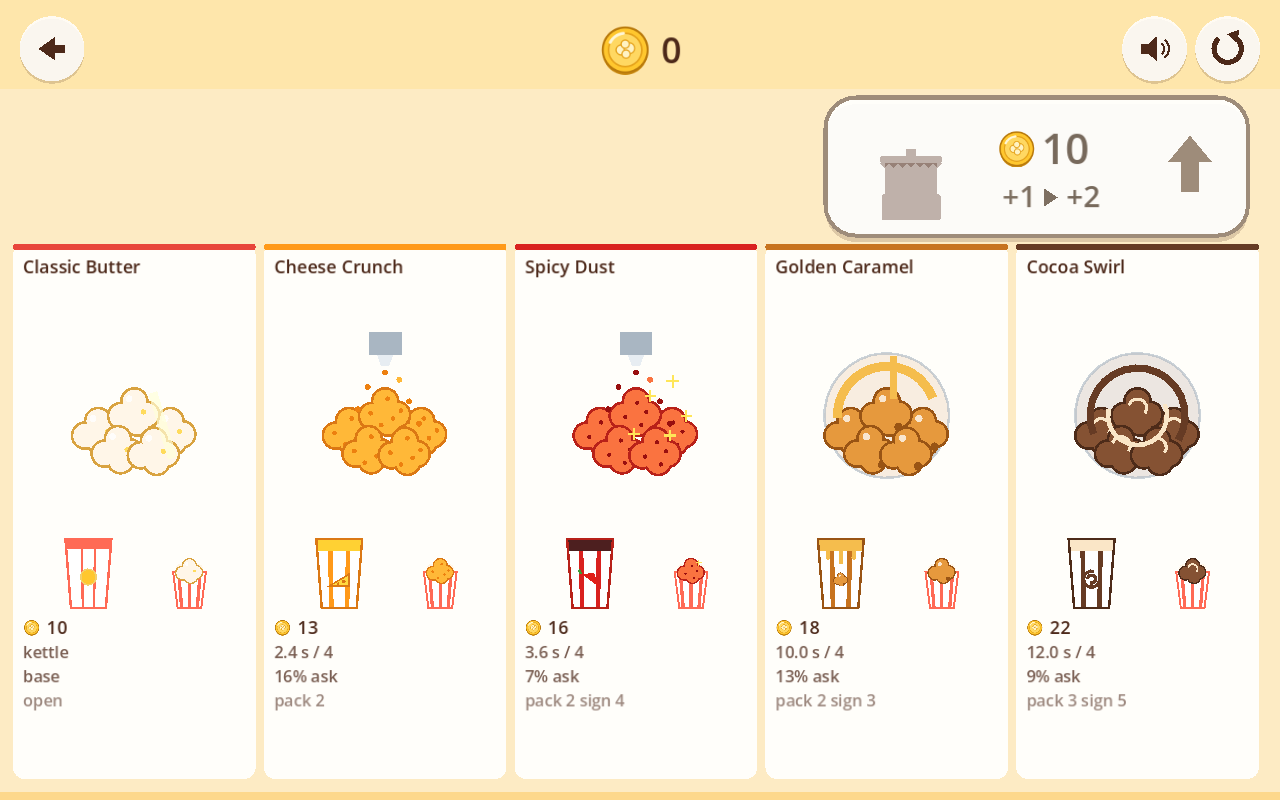 0
10
+1 +2
Classic Butter
10
kettle
base
open
Cheese Crunch
13
2.4 s / 4
16% ask
pack 2
Spicy Dust
16
3.6 s / 4
7% ask
pack 2 sign 4
Golden Caramel
18
10.0 s / 4
13% ask
pack 2 sign 3
Cocoa Swirl
22
12.0 s / 4
9% ask
pack 3 sign 5